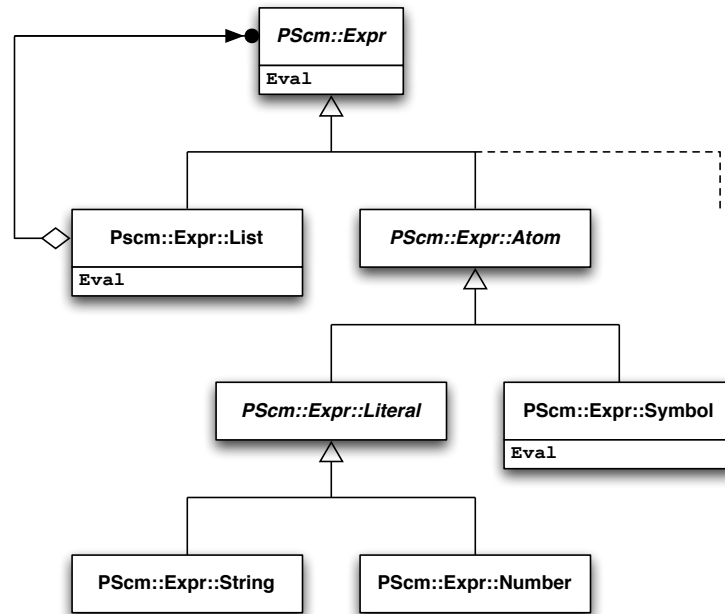 PScm::Expr
Eval
Pscm::Expr::List
Eval
PScm::Expr::Atom
PScm::Expr::Literal
PScm::Expr::Symbol
Eval
PScm::Expr::String
PScm::Expr::Number